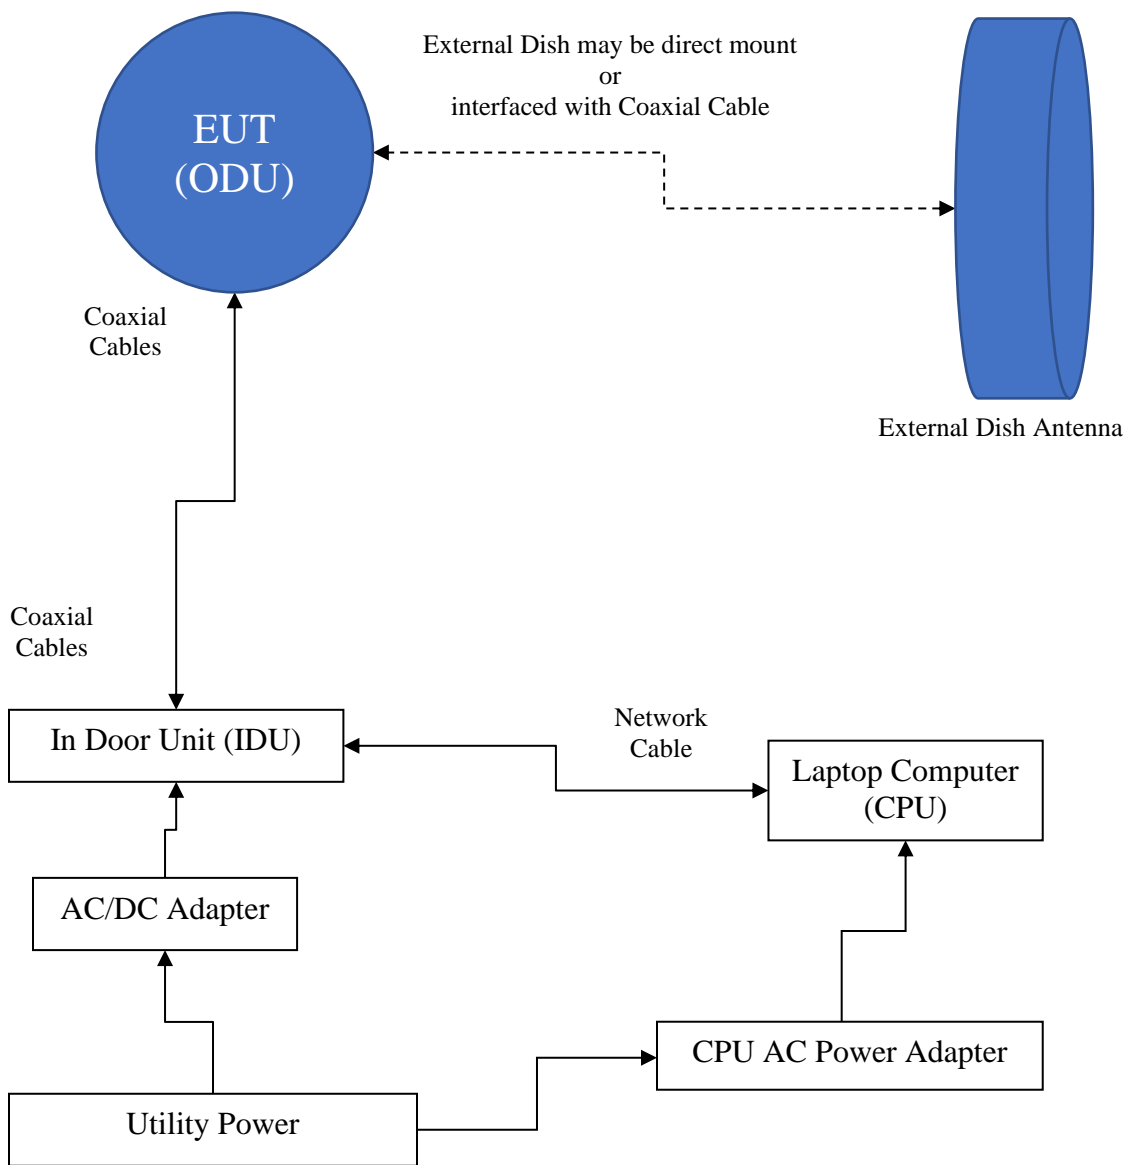 External Dish may be direct mount
or
interfaced with Coaxial Cable
EUT
(ODU)
Coaxial
Cables
External Dish Antenna
Coaxial
Cables
In Door Unit (IDU)
Network
Cable
Laptop Computer
(CPU)
AC/DC Adapter
CPU AC Power Adapter
Utility Power